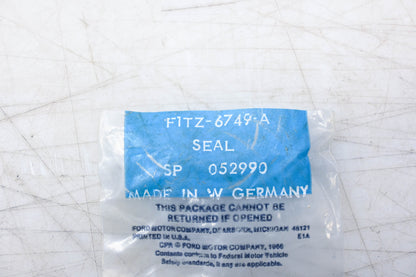 F1TZ-6749-A
SEAL
SP 052990
MADE IN W GERMANY
THIS PACKAGE CANNOT BE
RETURNED IF OPENED
FORD MOTOR COMPANY, DEARBORN, MICHIGAN 48121
PRINTED IN U.S.A. E1A
CPR © FORD MOTOR COMPANY, 1966
Contents conform to Federal Motor Vehicle
Safety Standards, if any are applicable.